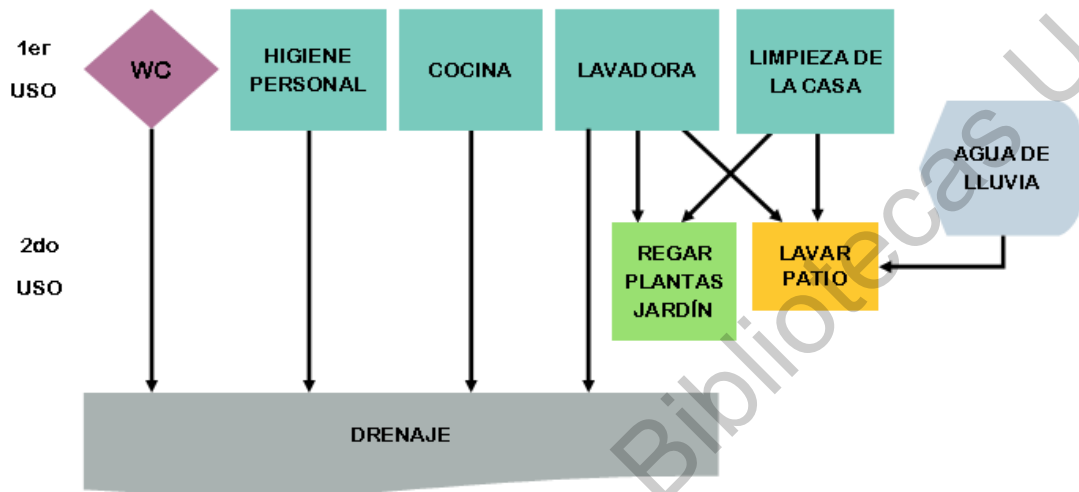 1er
USO
WC
HIGIENE
PERSONAL
COCINA
LAVADORA
LIMPIEZA DE
LA CASA
AGUA DE
LLUVIA
2do
USO
REGAR
PLANTAS
JARDÍN
LAVAR
PATIO
DRENAJE
Bibliotecas U